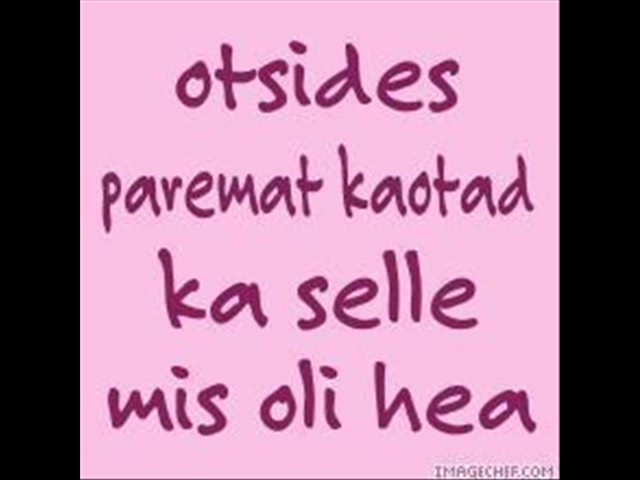 otsides
paremat kaotad
ka selle
mis oli hea
IMAGECHEF.COM